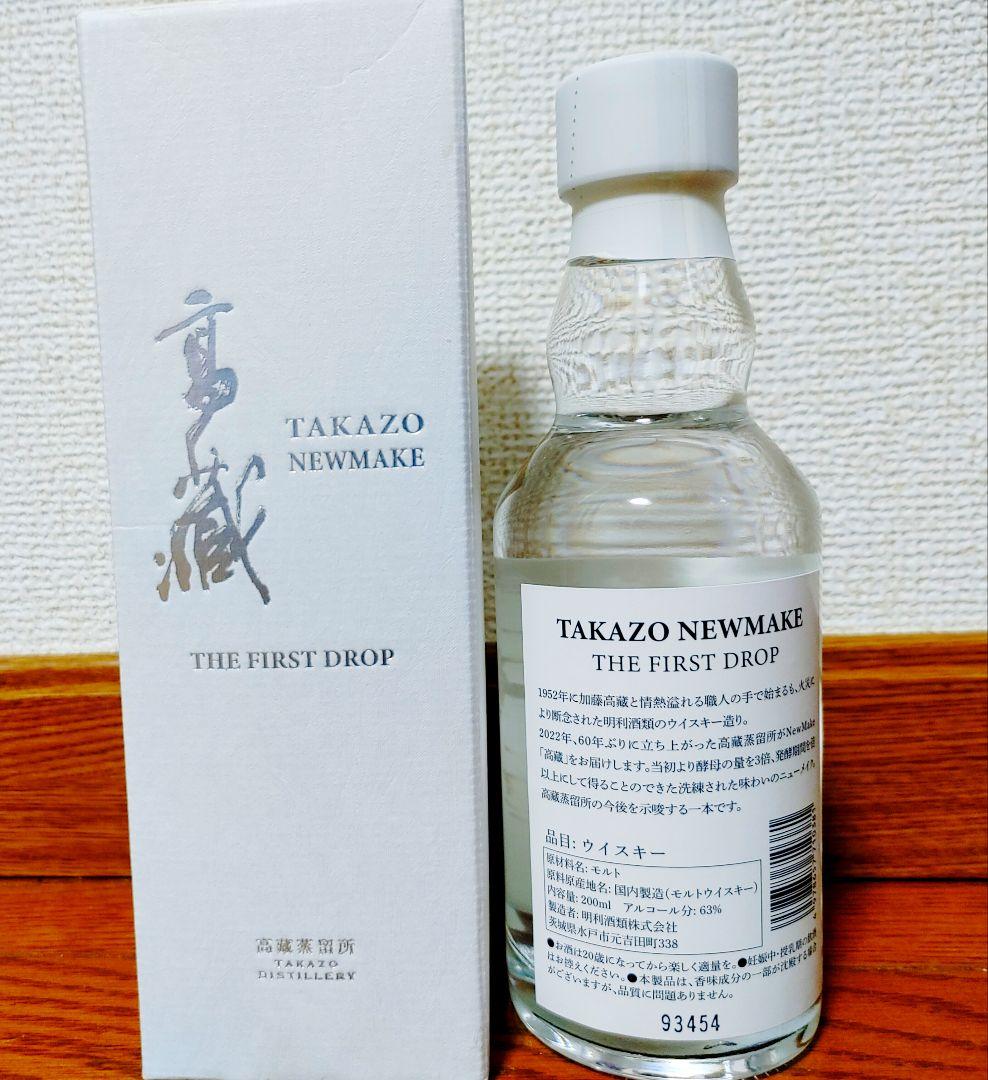 高藏
TAKAZO
NEWMAKE
THE FIRST DROP
高藏蒸留所
TAKAZO
DISTILLERY
TAKAZO NEWMAKE
THE FIRST DROP
1952年に加藤高藏と情熱溢れる職人の手で始まるも、火災に
より断念された明利酒類のウイスキー造り。
2022年、60年ぶりに立ち上がった高藏蒸留所がNewMake
「高藏」をお届けします。当初より酵母の量を3倍、発酵期間を倍
以上にして得ることのできた洗練された味わいのニューメイク。
高藏蒸留所の今後を示唆する一本です。
品目: ウイスキー
原材料名: モルト
原料原産地名: 国内製造(モルトウイスキー)
内容量: 200ml アルコール分: 63%
製造者: 明利酒類株式会社
茨城県水戸市元吉田町338
●お酒は20歳になってから楽しく適量を。●妊娠中・授乳期の飲酒
はお控えください。●本製品は、香味成分の一部が沈殿する場合
がございますが、品質に問題ありません。
93454